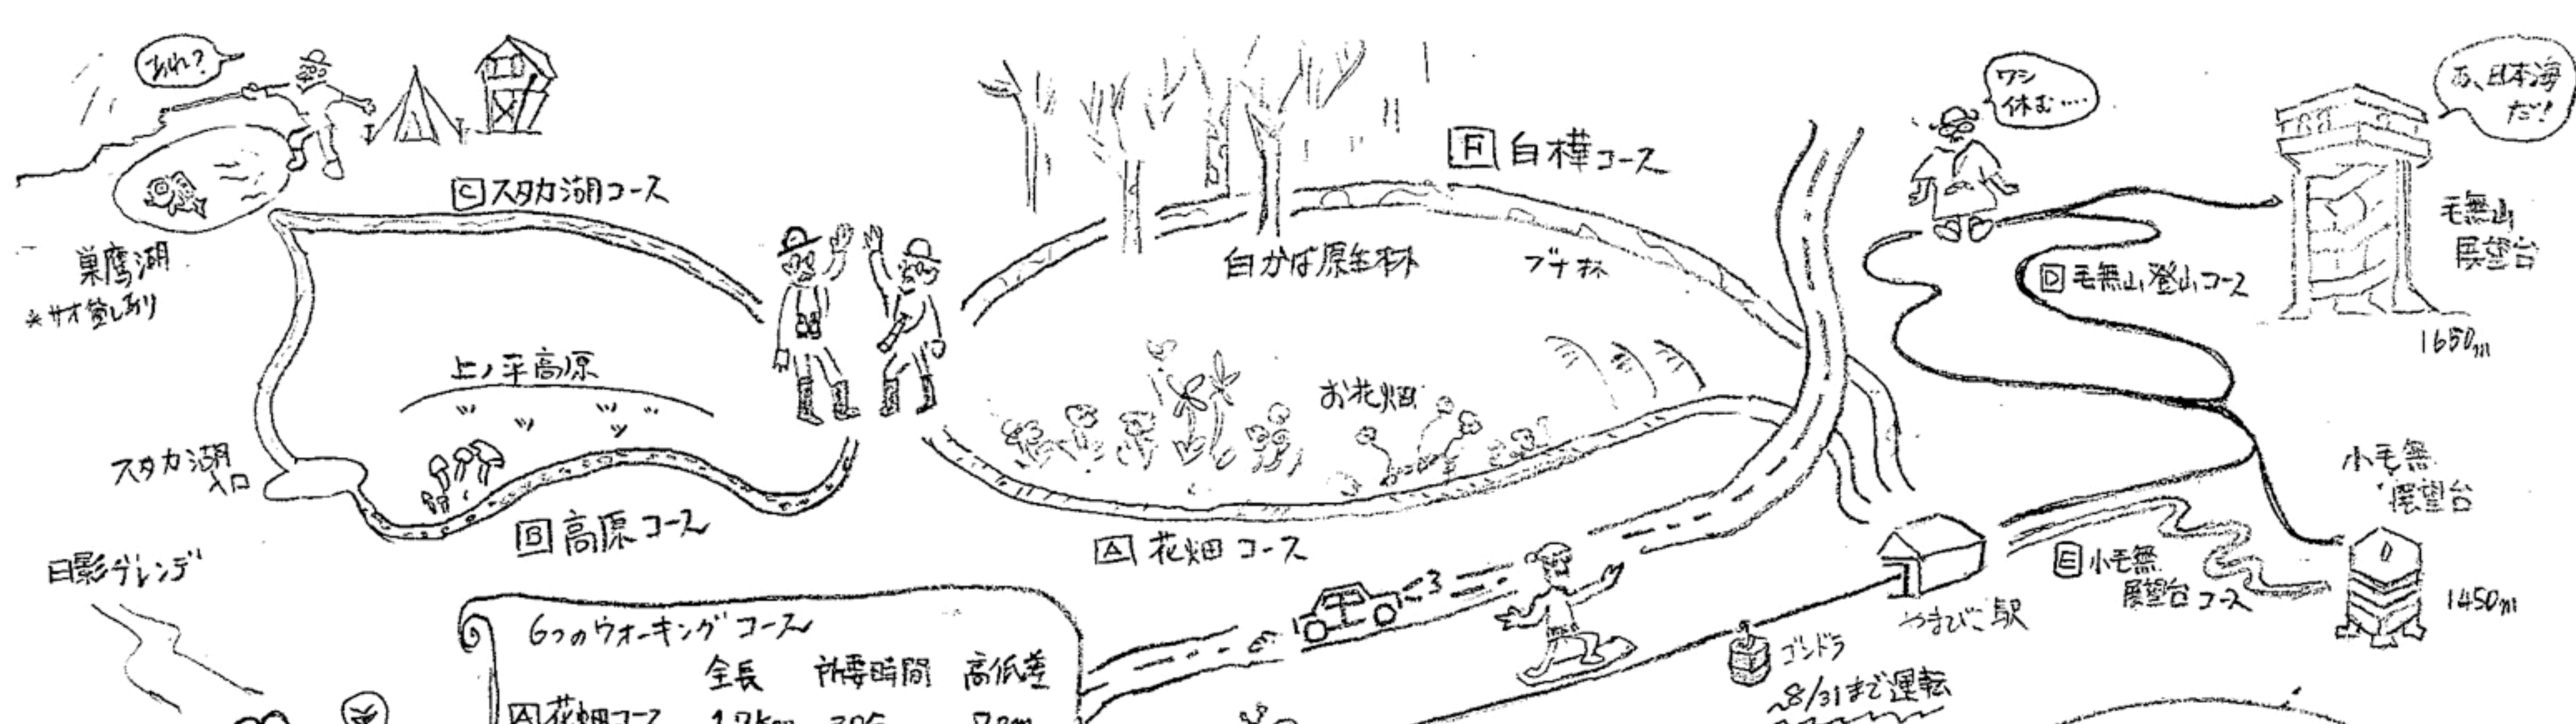 あれ?
C スタカ湖コース
巣鷹湖
*サオ貸しあり
上ノ平高原
スタカ湖
入口
B 高原コース
日影ゲレンデ
F 白樺コース
白かば原生林
ブナ林
お花畑
A 花畑コース
ワシ
休む‥‥
あ、日本海
だ!
毛無山
展望台
1650m
D 毛無山登山コース
小毛無
展望台
E 小毛無
展望台コース
1450m
やまびこ駅
ゴンドラ
~8/31まで運転
6つのウォーキングコース
全長 所要時間 高低差
A 花畑コース